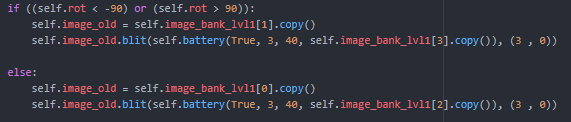 if ((self.rot < -90) or (self.rot > 90)):
self.image_old = self.image_bank_lvl1[1].copy()
self.image_old.blit(self.battery(True, 3, 40, self.image_bank_lvl1[3].copy()), (3 , 0))
else:
self.image_old = self.image_bank_lvl1[0].copy()
self.image_old.blit(self.battery(True, 3, 40, self.image_bank_lvl1[2].copy()), (3 , 0))